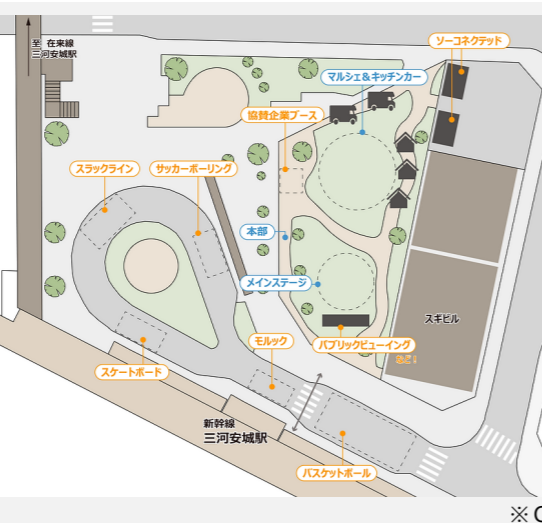 至 在来線
三河安城駅
ソーコネクテッド
マルシェ&キッチンカー
協賛企業ブース
スラックライン
サッカーボーリング
本部
メインステージ
スギビル
モルック
パブリックビューイング
など!
スケートボード
新幹線
三河安城駅
バスケットボール
※